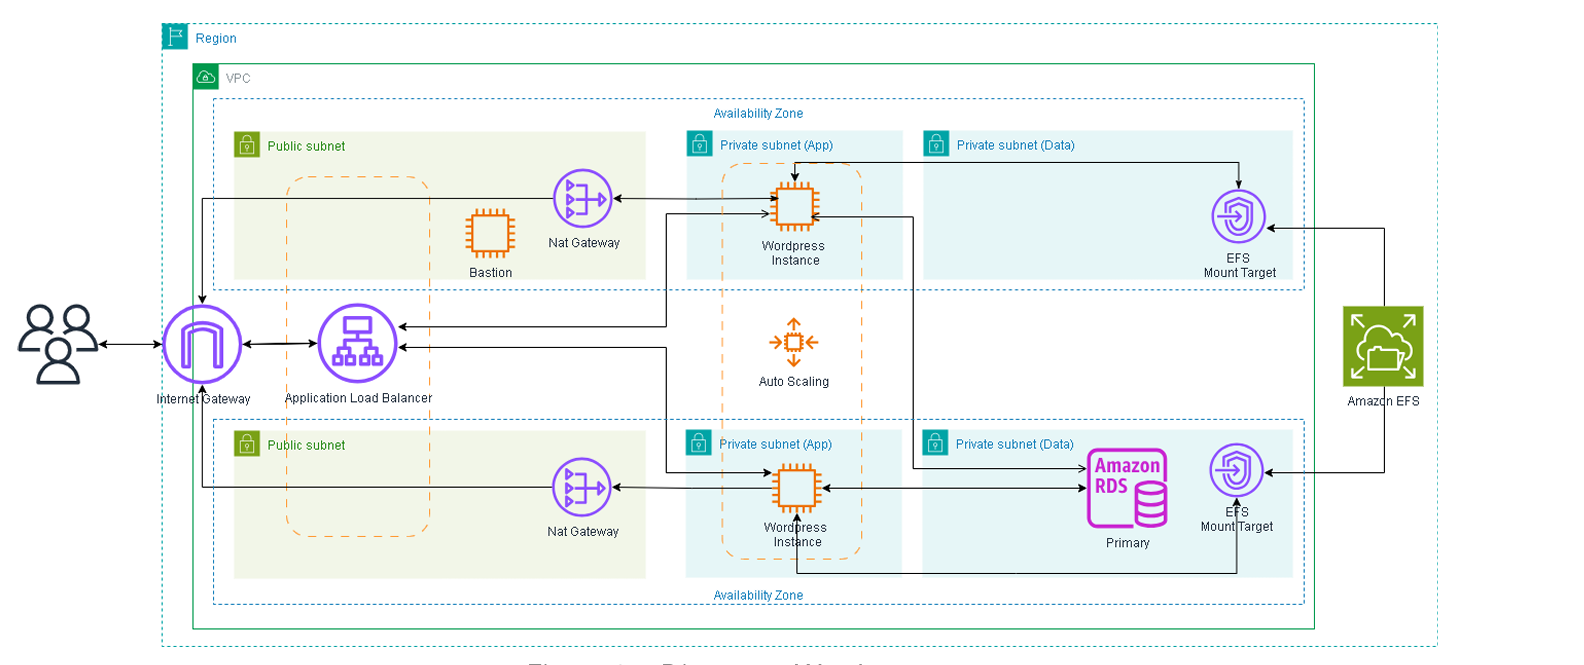 Region
VPC
Availability Zone
Public subnet
Private subnet (App)
Private subnet (Data)
Nat Gateway
Bastion
Wordpress
Instance
EFS
Mount Target
Internet Gateway
Application Load Balancer
Auto Scaling
Amazon EFS
Public subnet
Private subnet (App)
Private subnet (Data)
Amazon
RDS
Nat Gateway
Wordpress
Instance
Primary
EFS
Mount Target
Availability Zone